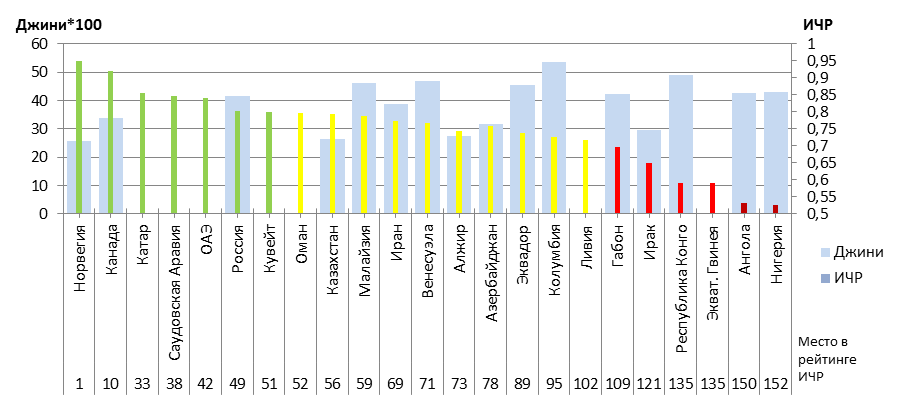 Джини*100 ИЧР
60 1
50 0,95
40 0,9
30 0,85
20 0,8
10 0,75
0 0,7
0,65
0,6
0,55
0,5
Норвегия
Канада
Катар
Саудовская Аравия
ОАЭ
Россия
Кувейт
Оман
Казахстан
Малайзия
Иран
Венесуэла
Алжир
Азербайджан
Эквадор
Колумбия
Ливия
Габон
Ирак
Республика Конго
Экват. Гвинея
Ангола
Нигерия
Джини
ИЧР
1 10 33 38 42 49 51 52 56 59 69 71 73 78 89 95 102 109 121 135 135 150 152
Место в
рейтинге
ИЧР